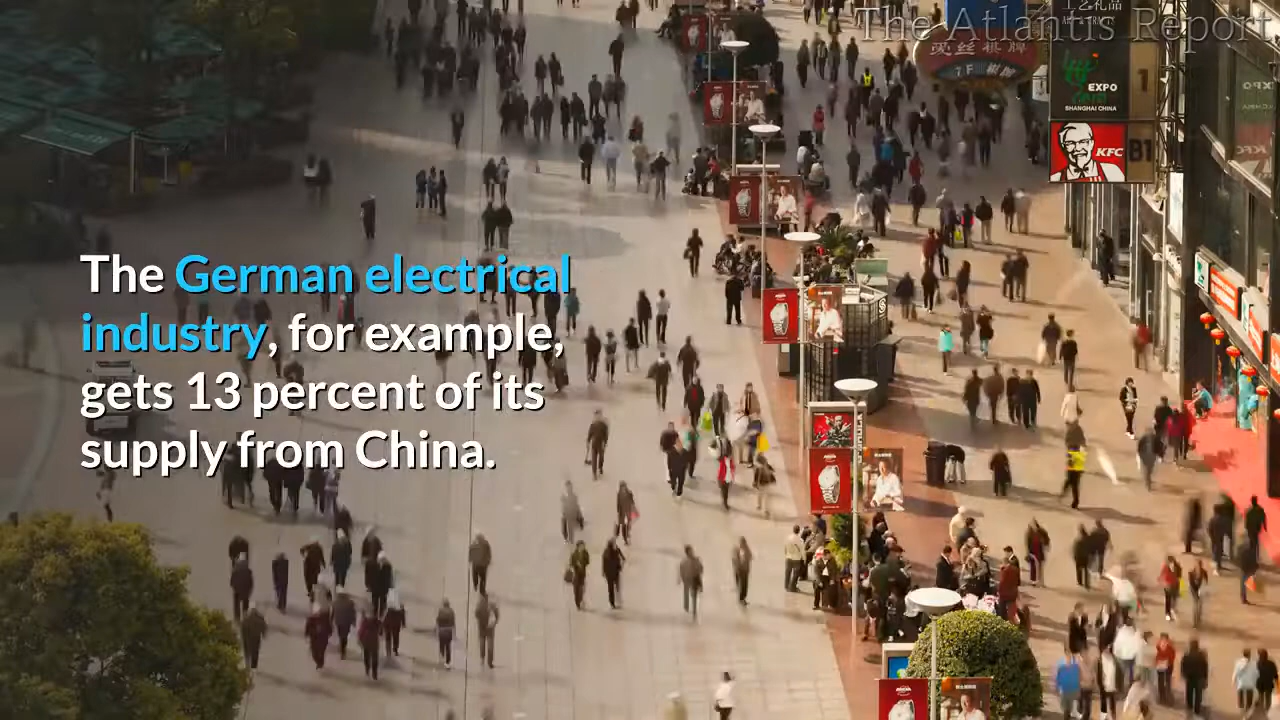 The Atlantis Report
EXPO
SHANGHAI CHINA
1
KFC
B1
7F
The German electrical
industry, for example,
gets 13 percent of its
supply from China.